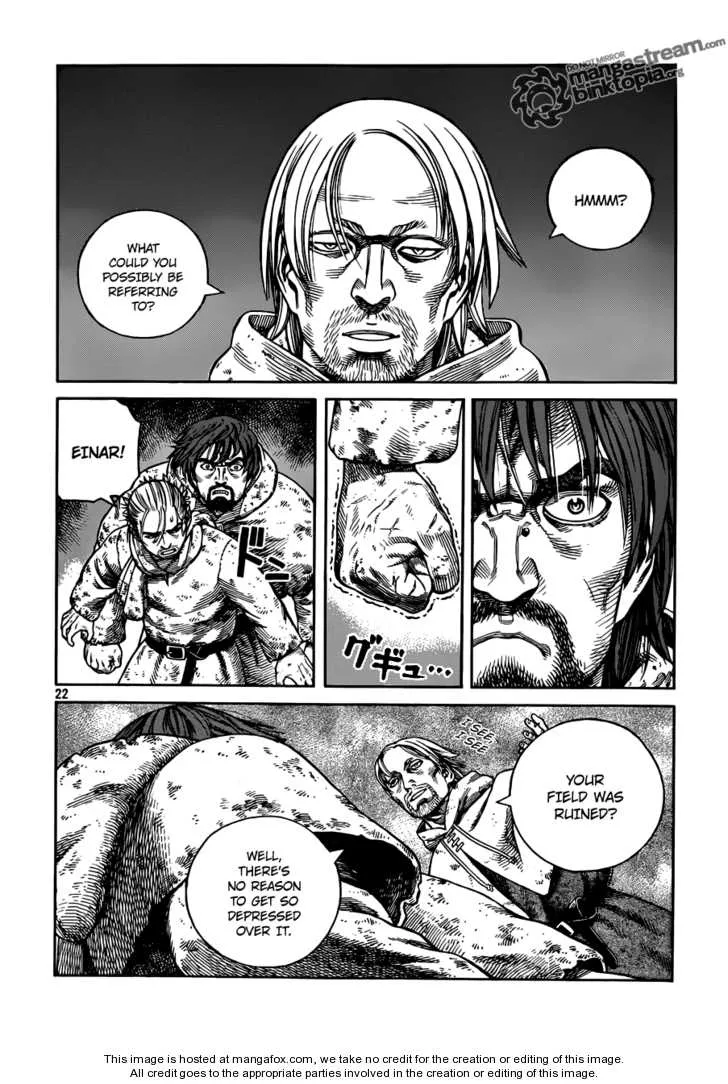 DO NOT MIRROR
mangastream.com
binktopia.org
HMMM?
WHAT
COULD YOU
POSSIBLY BE
REFERRING
TO?
EINAR!
ドン
グギュ…
22
I SEE,
I SEE.
YOUR
FIELD WAS
RUINED?
WELL,
THERE'S
NO REASON
TO GET SO
DEPRESSED
OVER IT.
This image is hosted at mangafox.com, we take no credit for the creation or editing of this image.
All credit goes to the appropriate parties involved in the creation or editing of this image.